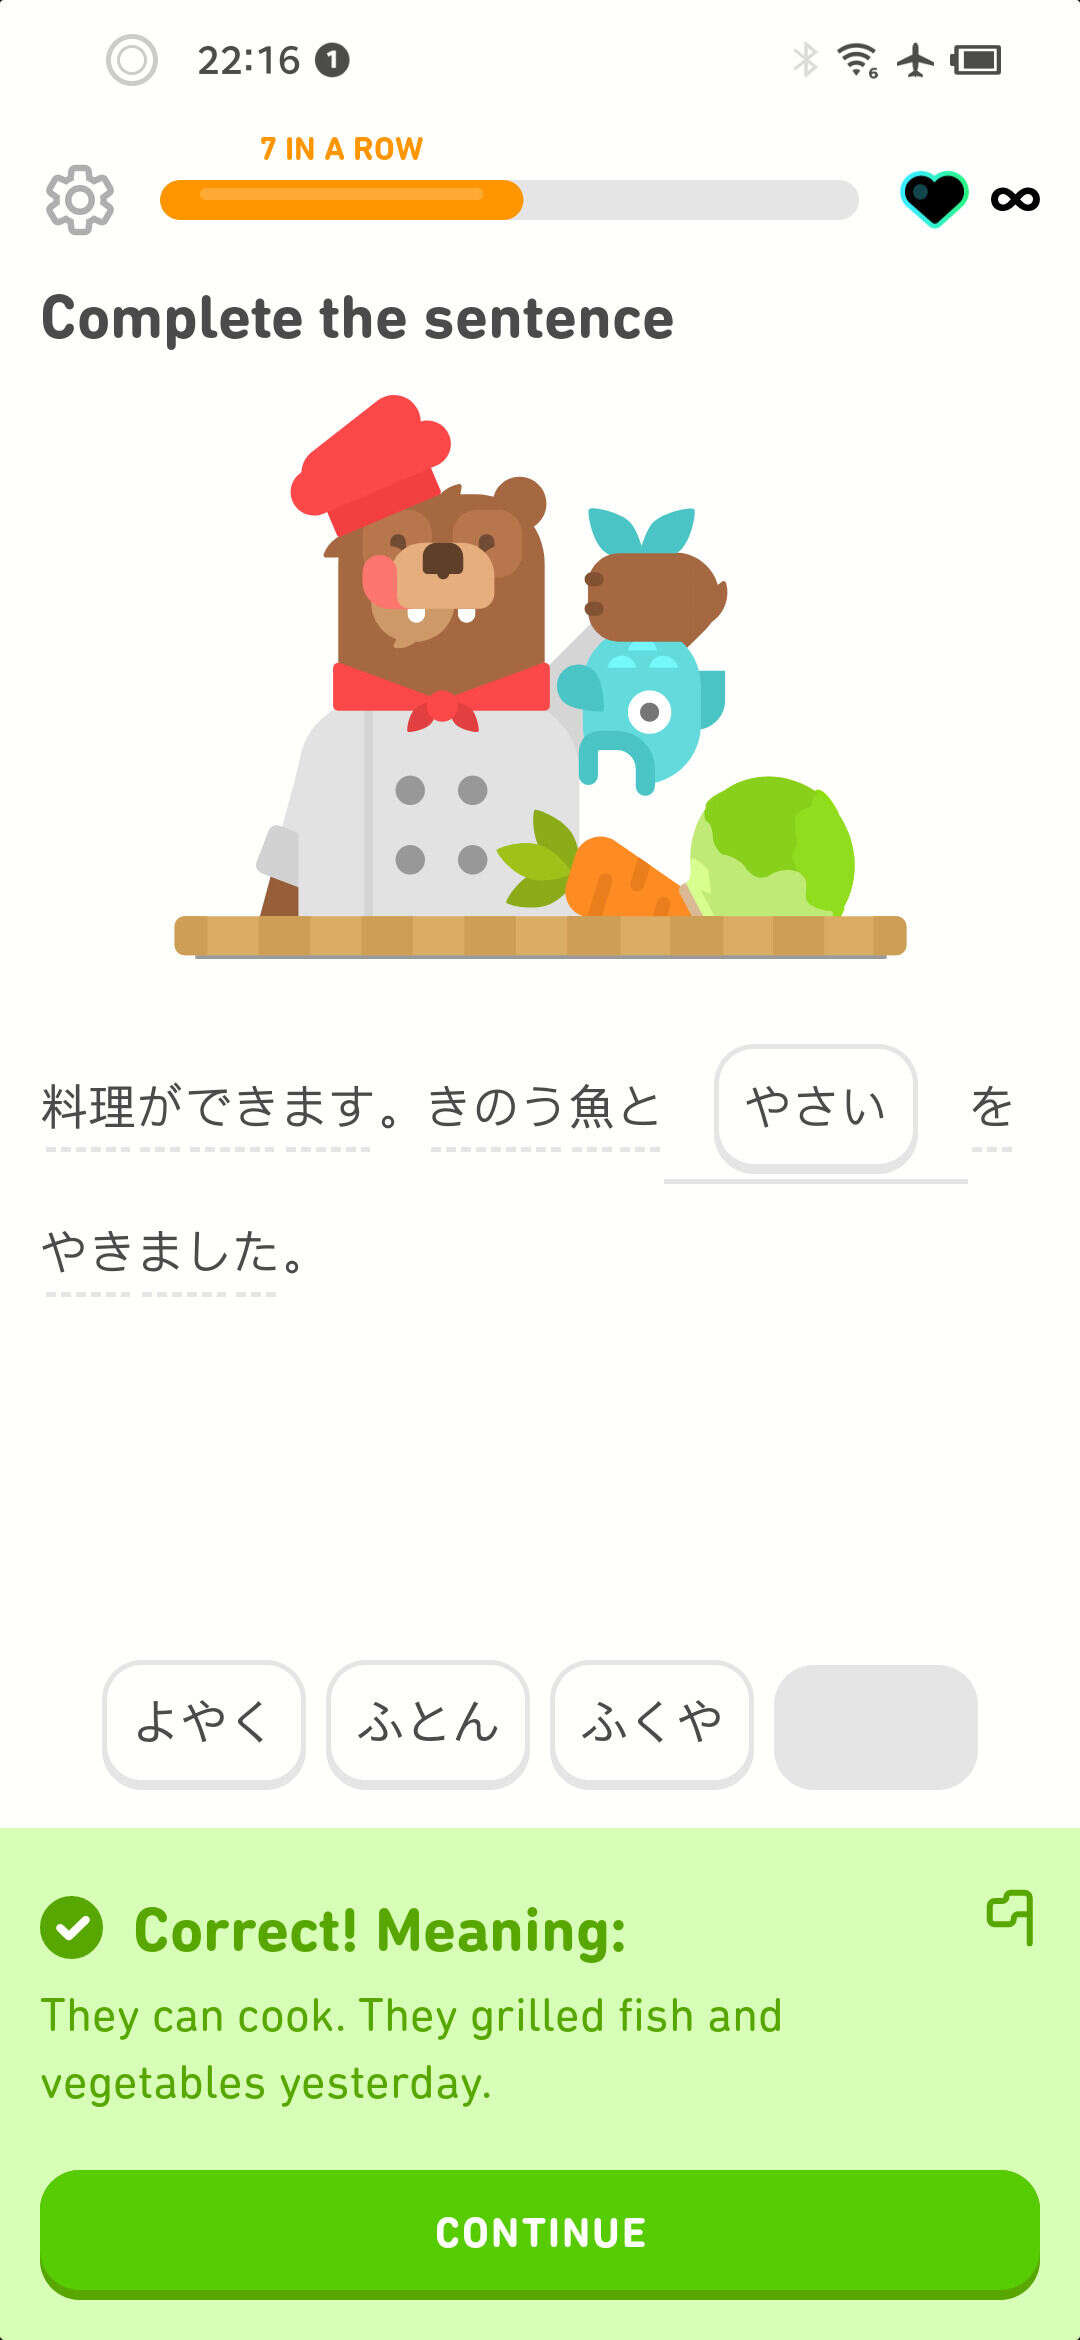 22:16 1
6
7 IN A ROW
Complete the sentence
料理ができます。きのう魚と やさい を
やきました。
よやく ふとん ふくや
Correct! Meaning:
They can cook. They grilled fish and
vegetables yesterday.
CONTINUE